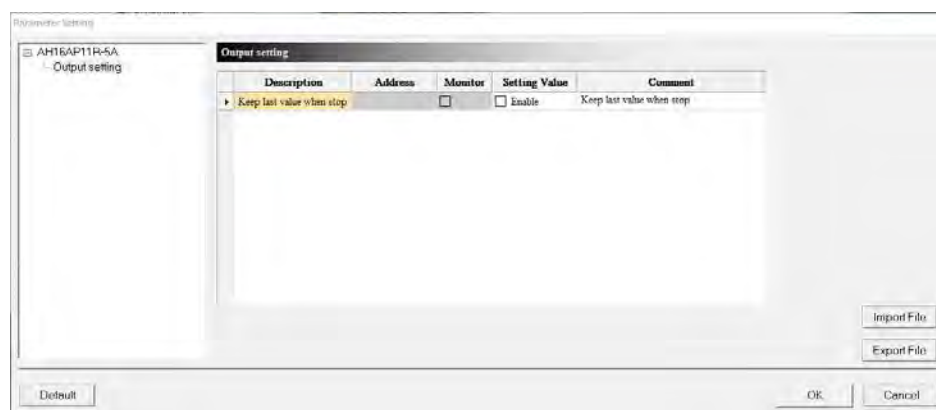 Parameter Setting
AH16AP11R-5A
Output setting
Output setting
Description Address Monitor Setting Value Comment
Keep last value when stop Enable Keep last value when stop
Import File
Export File
Default OK Cancel